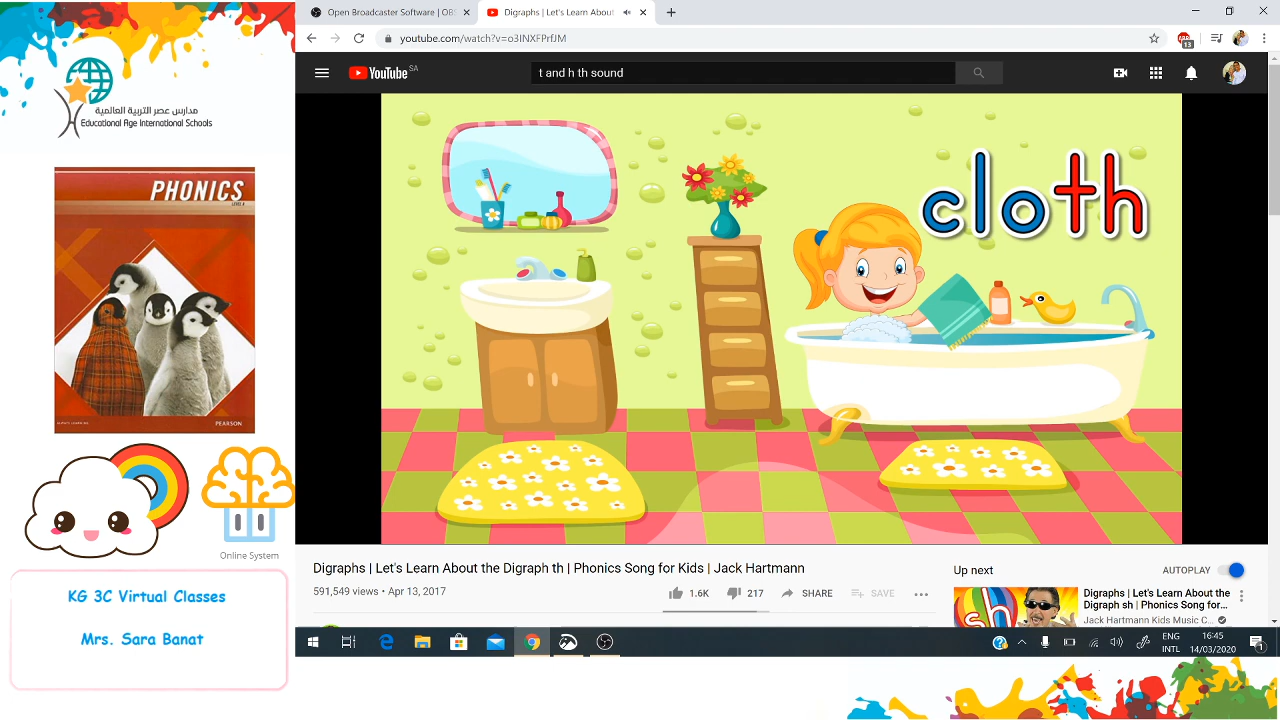 مدارس عصر التربية العالمية
Educational Age International Schools
PHONICS
PEARSON
Online System
KG 3C Virtual Classes
Mrs. Sara Banat
Open Broadcaster Software | OBS
Digraphs | Let's Learn About
youtube.com/watch?v=o3INXFPrfJM
13
YouTube SA
t and h th sound
cloth
Digraphs | Let's Learn About the Digraph th | Phonics Song for Kids | Jack Hartmann
591,549 views • Apr 13, 2017
1.6K
217
SHARE
SAVE
Up next
AUTOPLAY
sh
Digraphs | Let's Learn About the
Digraph sh | Phonics Song for...
Jack Hartmann Kids Music C...
ENG
INTL
16:45
14/03/2020
1